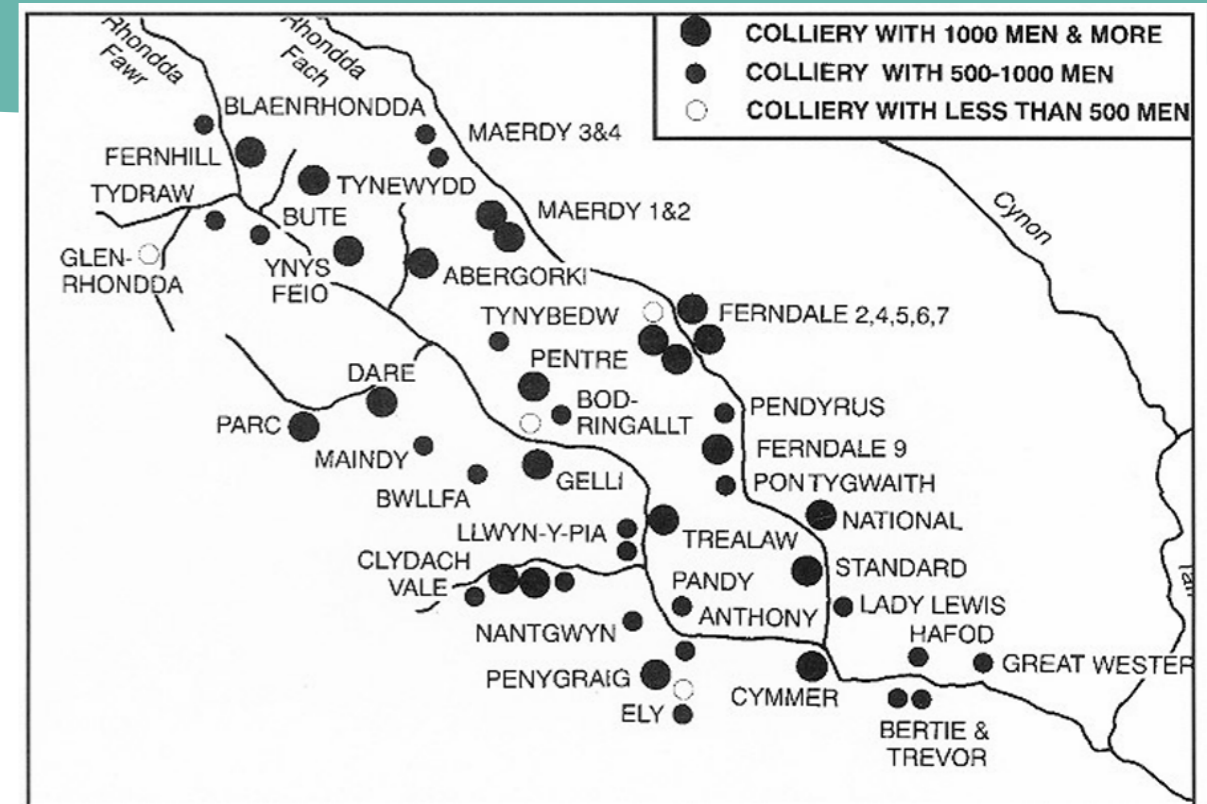 COLLIERY WITH 1000 MEN & MORE
COLLIERY WITH 500-1000 MEN
COLLIERY WITH LESS THAN 500 MEN
Rhondda
Fawr
Rhondda
Fach
BLAENRHONDDA
MAERDY 3&4
FERNHILL
TYDRAW
TYNEWYDD
BUTE
MAERDY 1&2
Cynon
GLEN-
RHONDDA
YNYS
FEIO
ABERGORKI
TYNYBEDW
FERNDALE 2,4,5,6,7
PENTRE
DARE
BOD-
RINGALLT
PENDYRUS
PARC
MAINDY
FERNDALE 9
BWLLFA
GELLI
PONTYGWAITH
LLWYN-Y-PIA
NATIONAL
TREALAW
CLYDACH
VALE
STANDARD
PANDY
ANTHONY
LADY LEWIS
NANTGWYN
HAFOD
PENYGRAIG
GREAT WESTER
CYMMER
ELY
BERTIE &
TREVOR